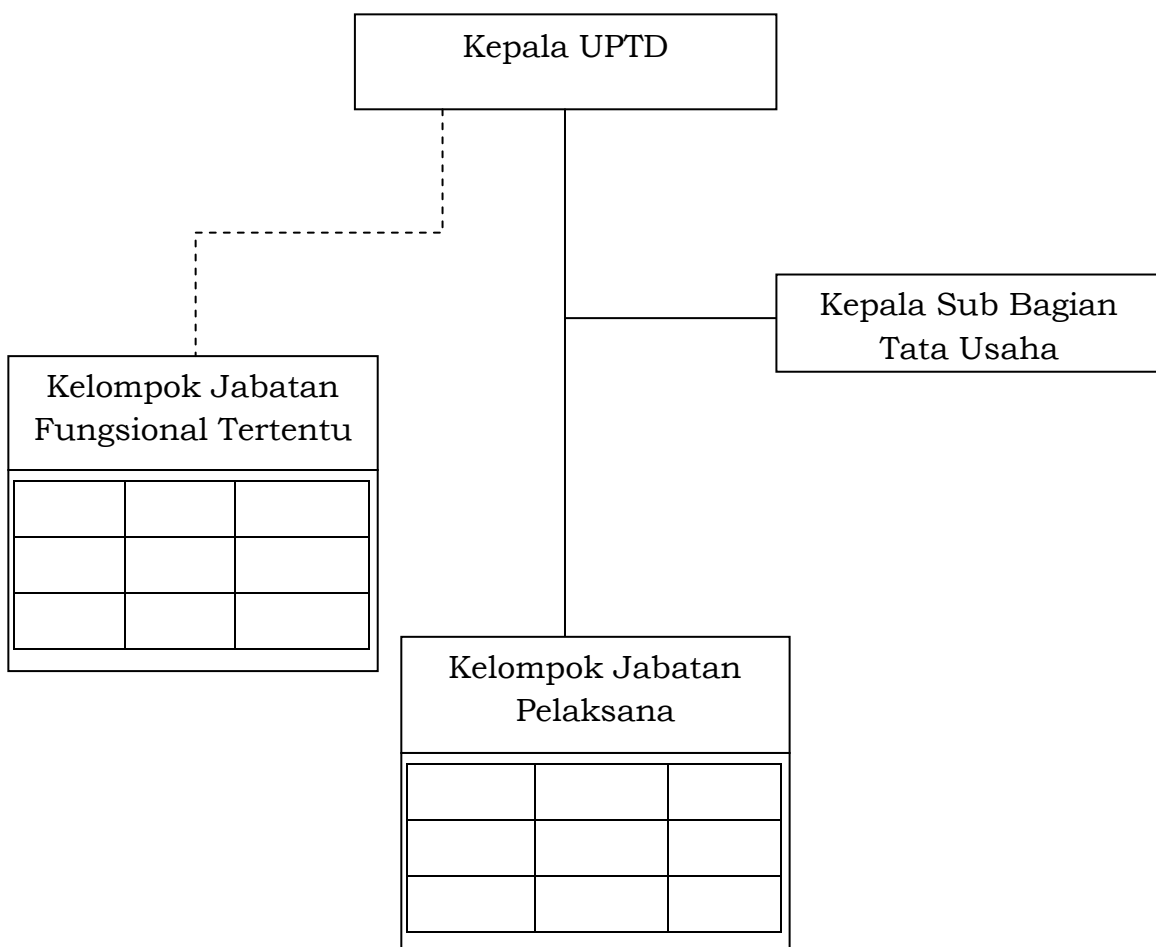 Kepala UPTD
Kepala Sub Bagian
Tata Usaha
Kelompok Jabatan
Fungsional Tertentu
Kelompok Jabatan
Pelaksana